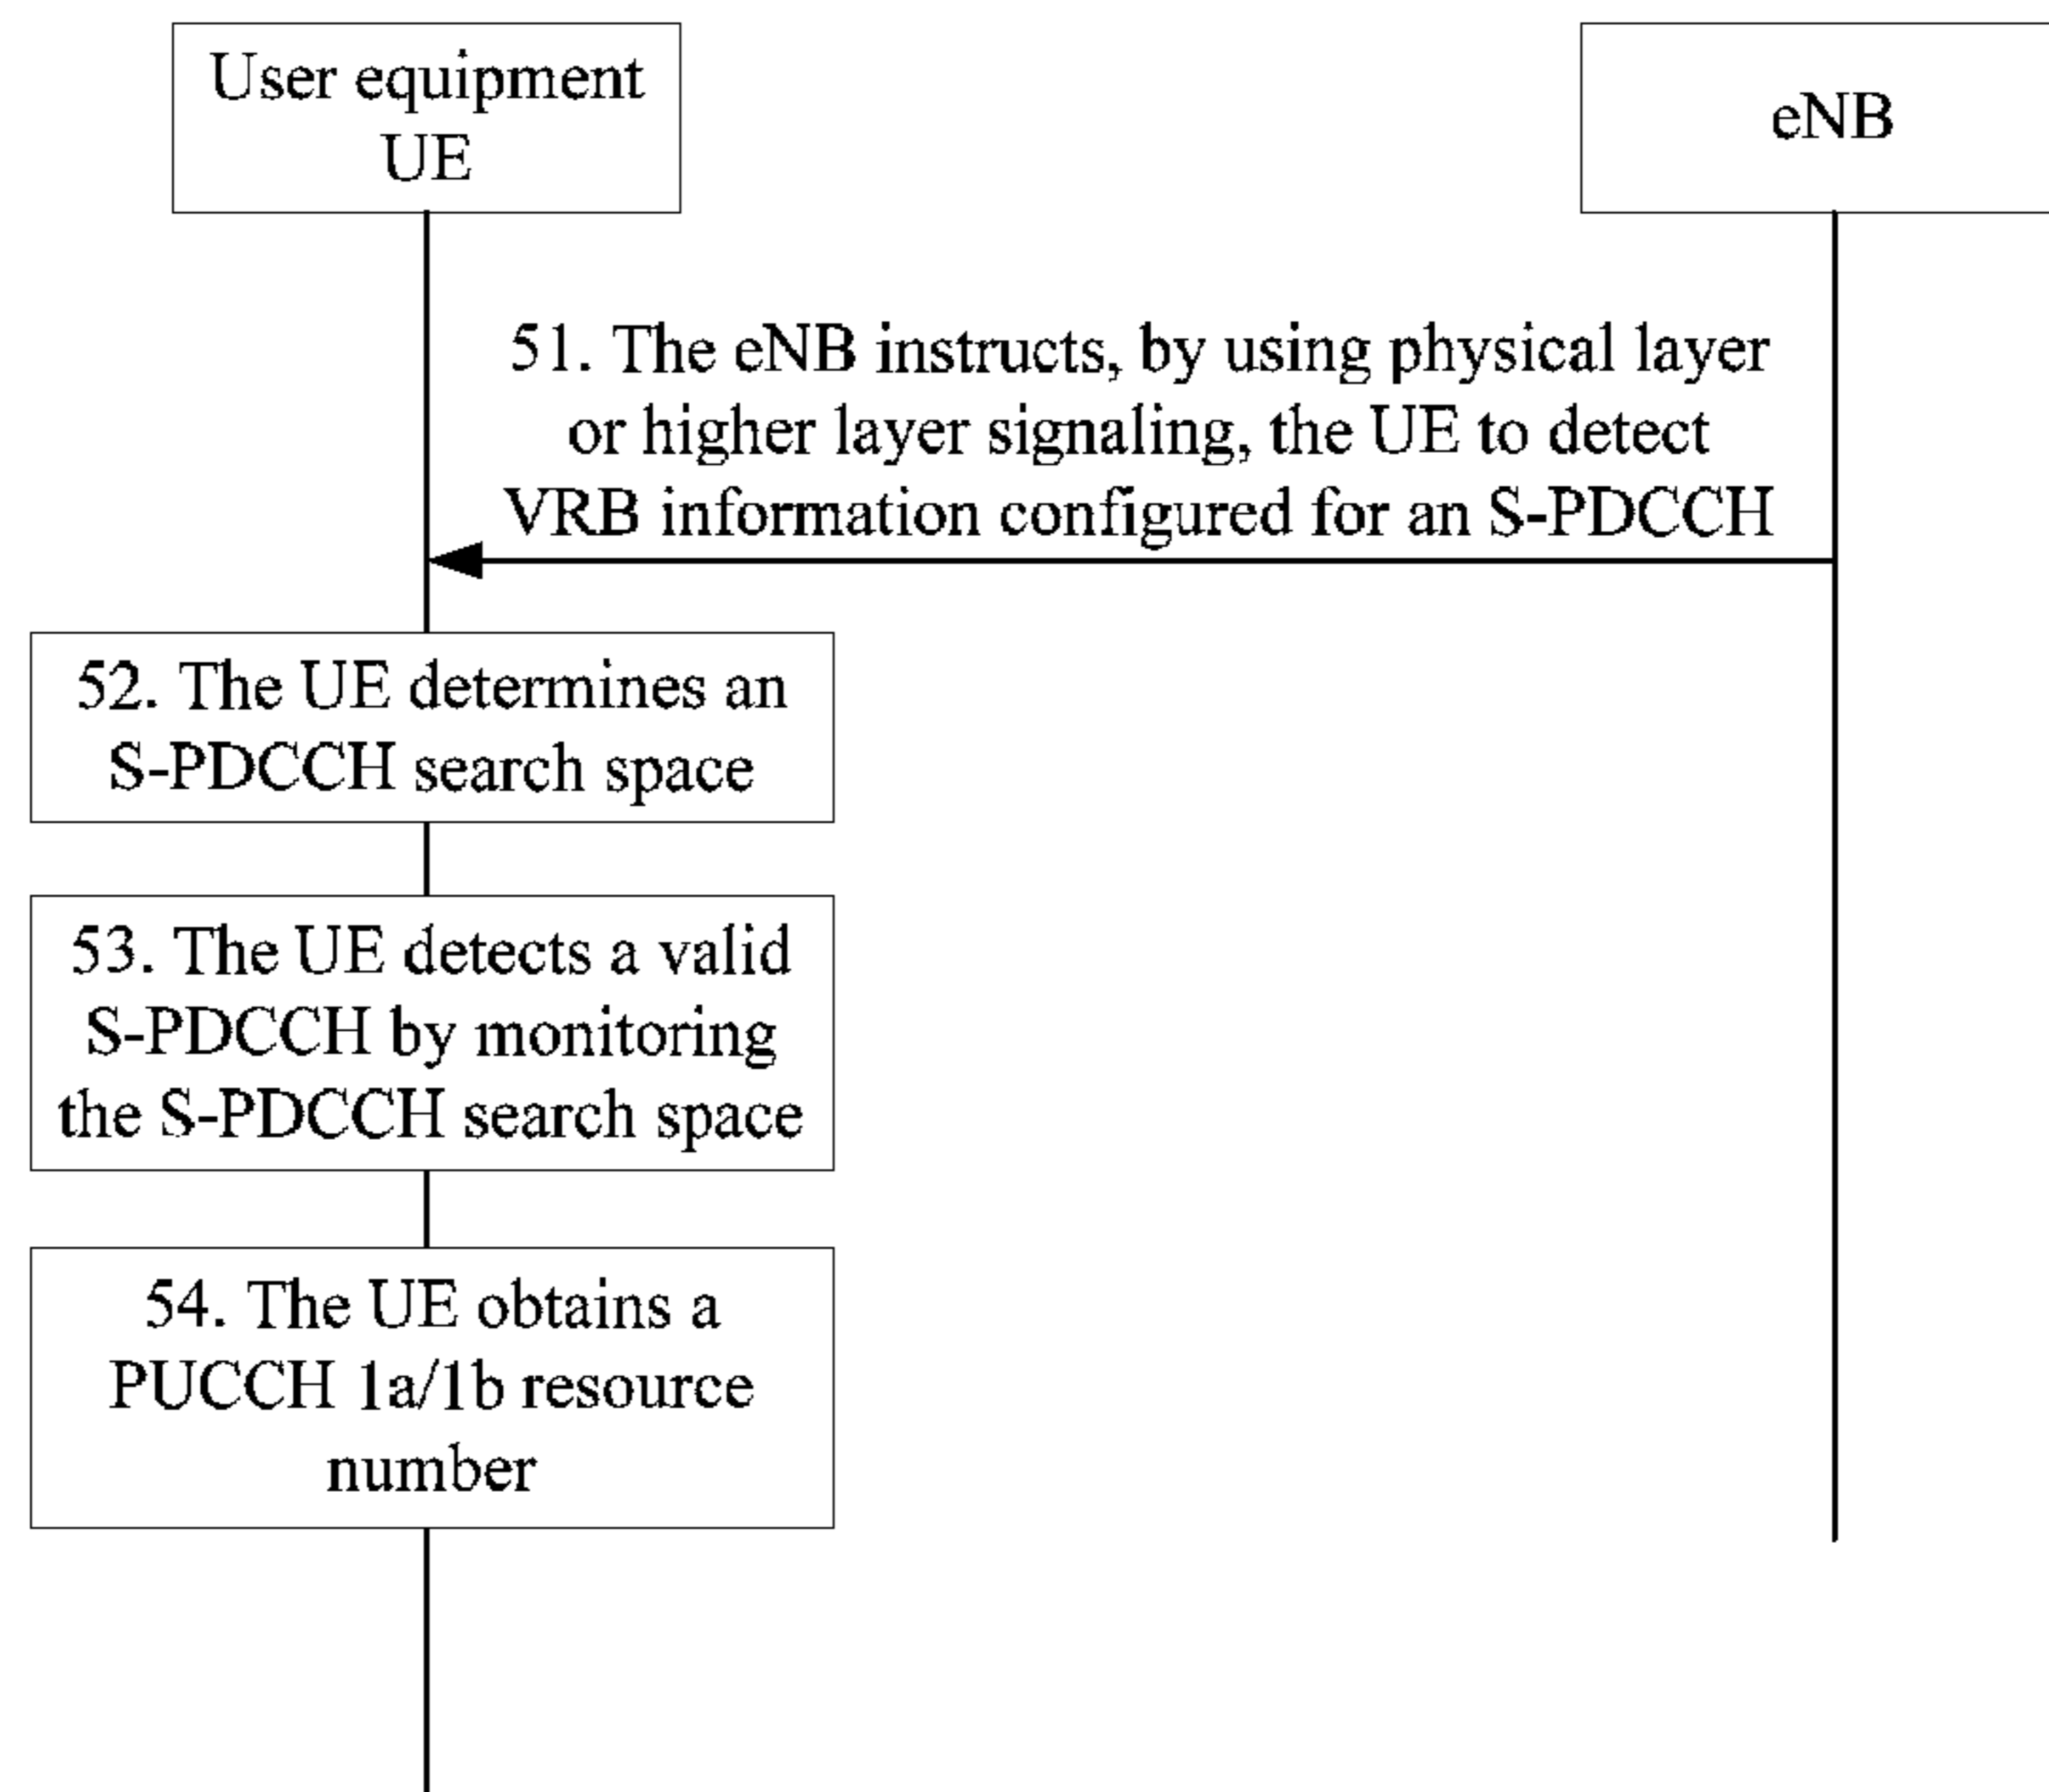 User equipment
UE
eNB
51. The eNB instructs, by using physical layer
or higher layer signaling, the UE to detect
VRB information configured for an S-PDCCH
52. The UE determines an
S-PDCCH search space
53. The UE detects a valid
S-PDCCH by monitoring
the S-PDCCH search space
54. The UE obtains a
PUCCH 1a/1b resource
number